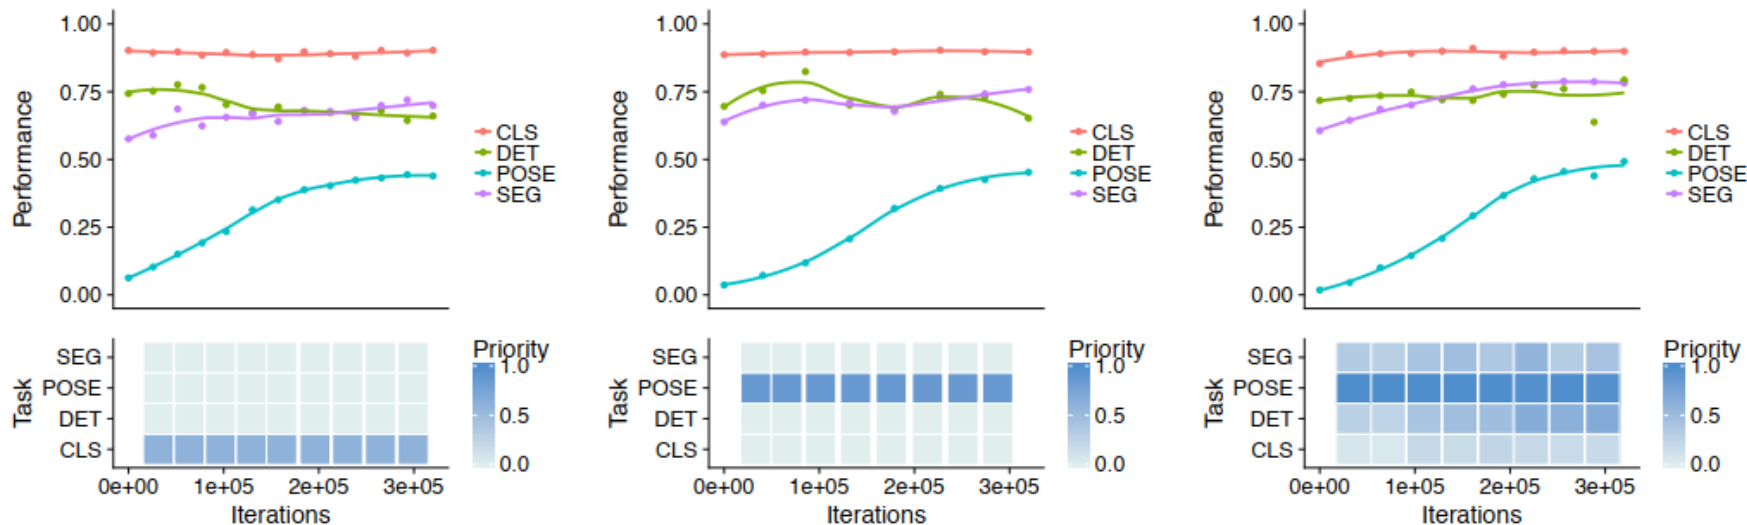 1.00
0.75
0.50
0.25
0.00
Performance
CLS
DET
POSE
SEG
SEG
POSE
DET
CLS
Task
Priority
1.0
0.5
0.0
0e+00 1e+05 2e+05 3e+05
Iterations
1.00
0.75
0.50
0.25
0.00
Performance
CLS
DET
POSE
SEG
SEG
POSE
DET
CLS
Task
Priority
1.0
0.5
0.0
0e+00 1e+05 2e+05 3e+05
Iterations
1.00
0.75
0.50
0.25
0.00
Performance
CLS
DET
POSE
SEG
SEG
POSE
DET
CLS
Task
Priority
1.0
0.5
0.0
0e+00 1e+05 2e+05 3e+05
Iterations